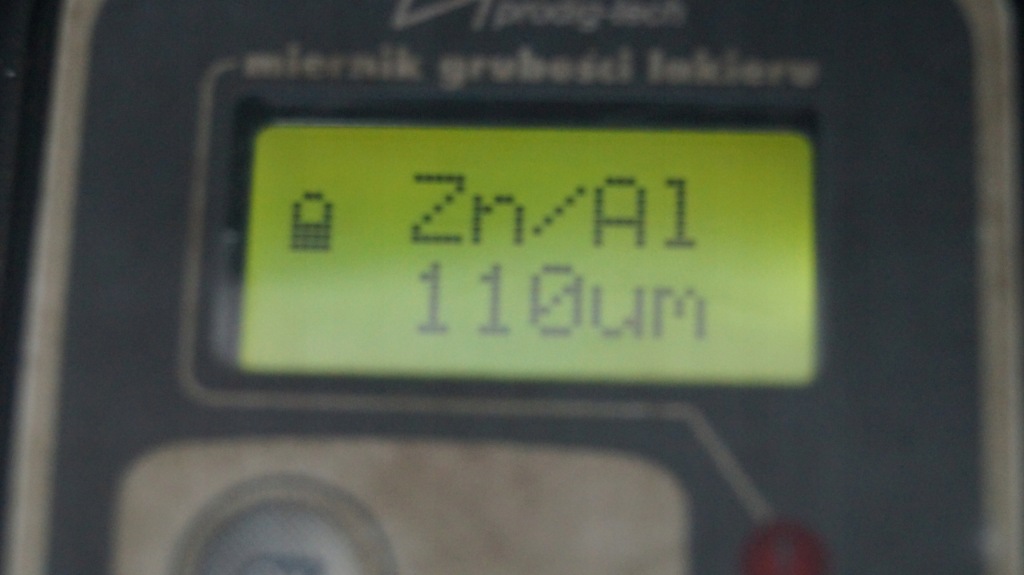 prodig-tech
miernik grubości lakieru
Zn/Al
110um